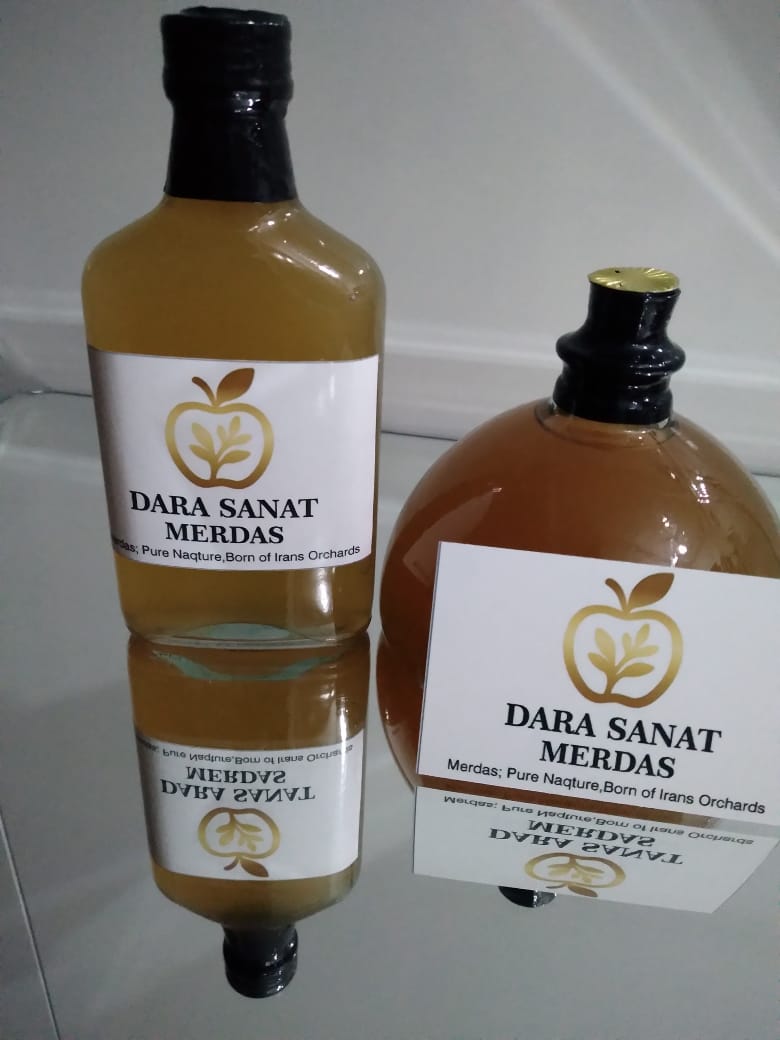 DARA SANAT
MERDAS
Merdas; Pure Naqture,Born of Irans Orchards
DARA SANAT
MERDAS
Merdas; Pure Naqture,Born of Irans Orchards